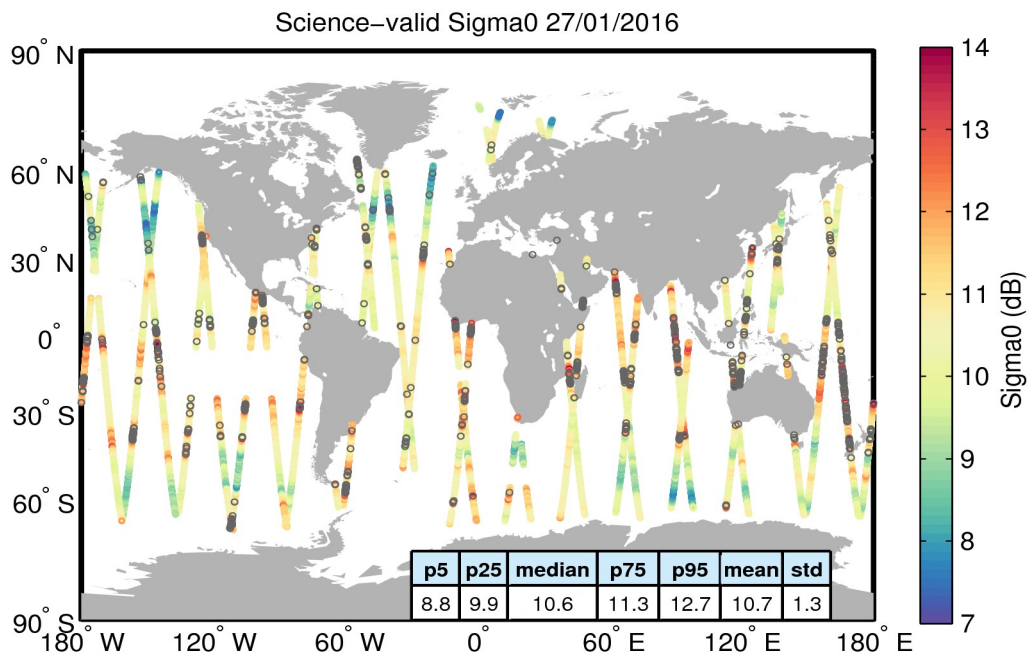 Science−valid Sigma0 27/01/2016
90° N
60° N
30° N
0°
30° S
60° S
90° S
180° W
120° W
60° W
0°
60° E
120° E
180° E
p5 p25 median p75 p95 mean std
8.8 9.9 10.6 11.3 12.7 10.7 1.3
14
13
12
11
10
9
8
7
Sigma0 (dB)